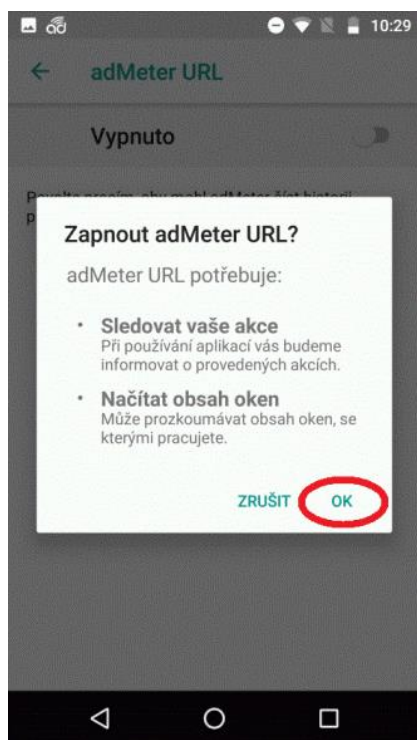 10:29
adMeter URL
Vypnuto
Zapnout adMeter URL?
adMeter URL potřebuje:
• Sledovat vaše akce
Při používání aplikací vás budeme
informovat o provedených akcích.
• Načítat obsah oken
Může prozkoumávat obsah oken, se
kterými pracujete.
ZRUŠIT OK